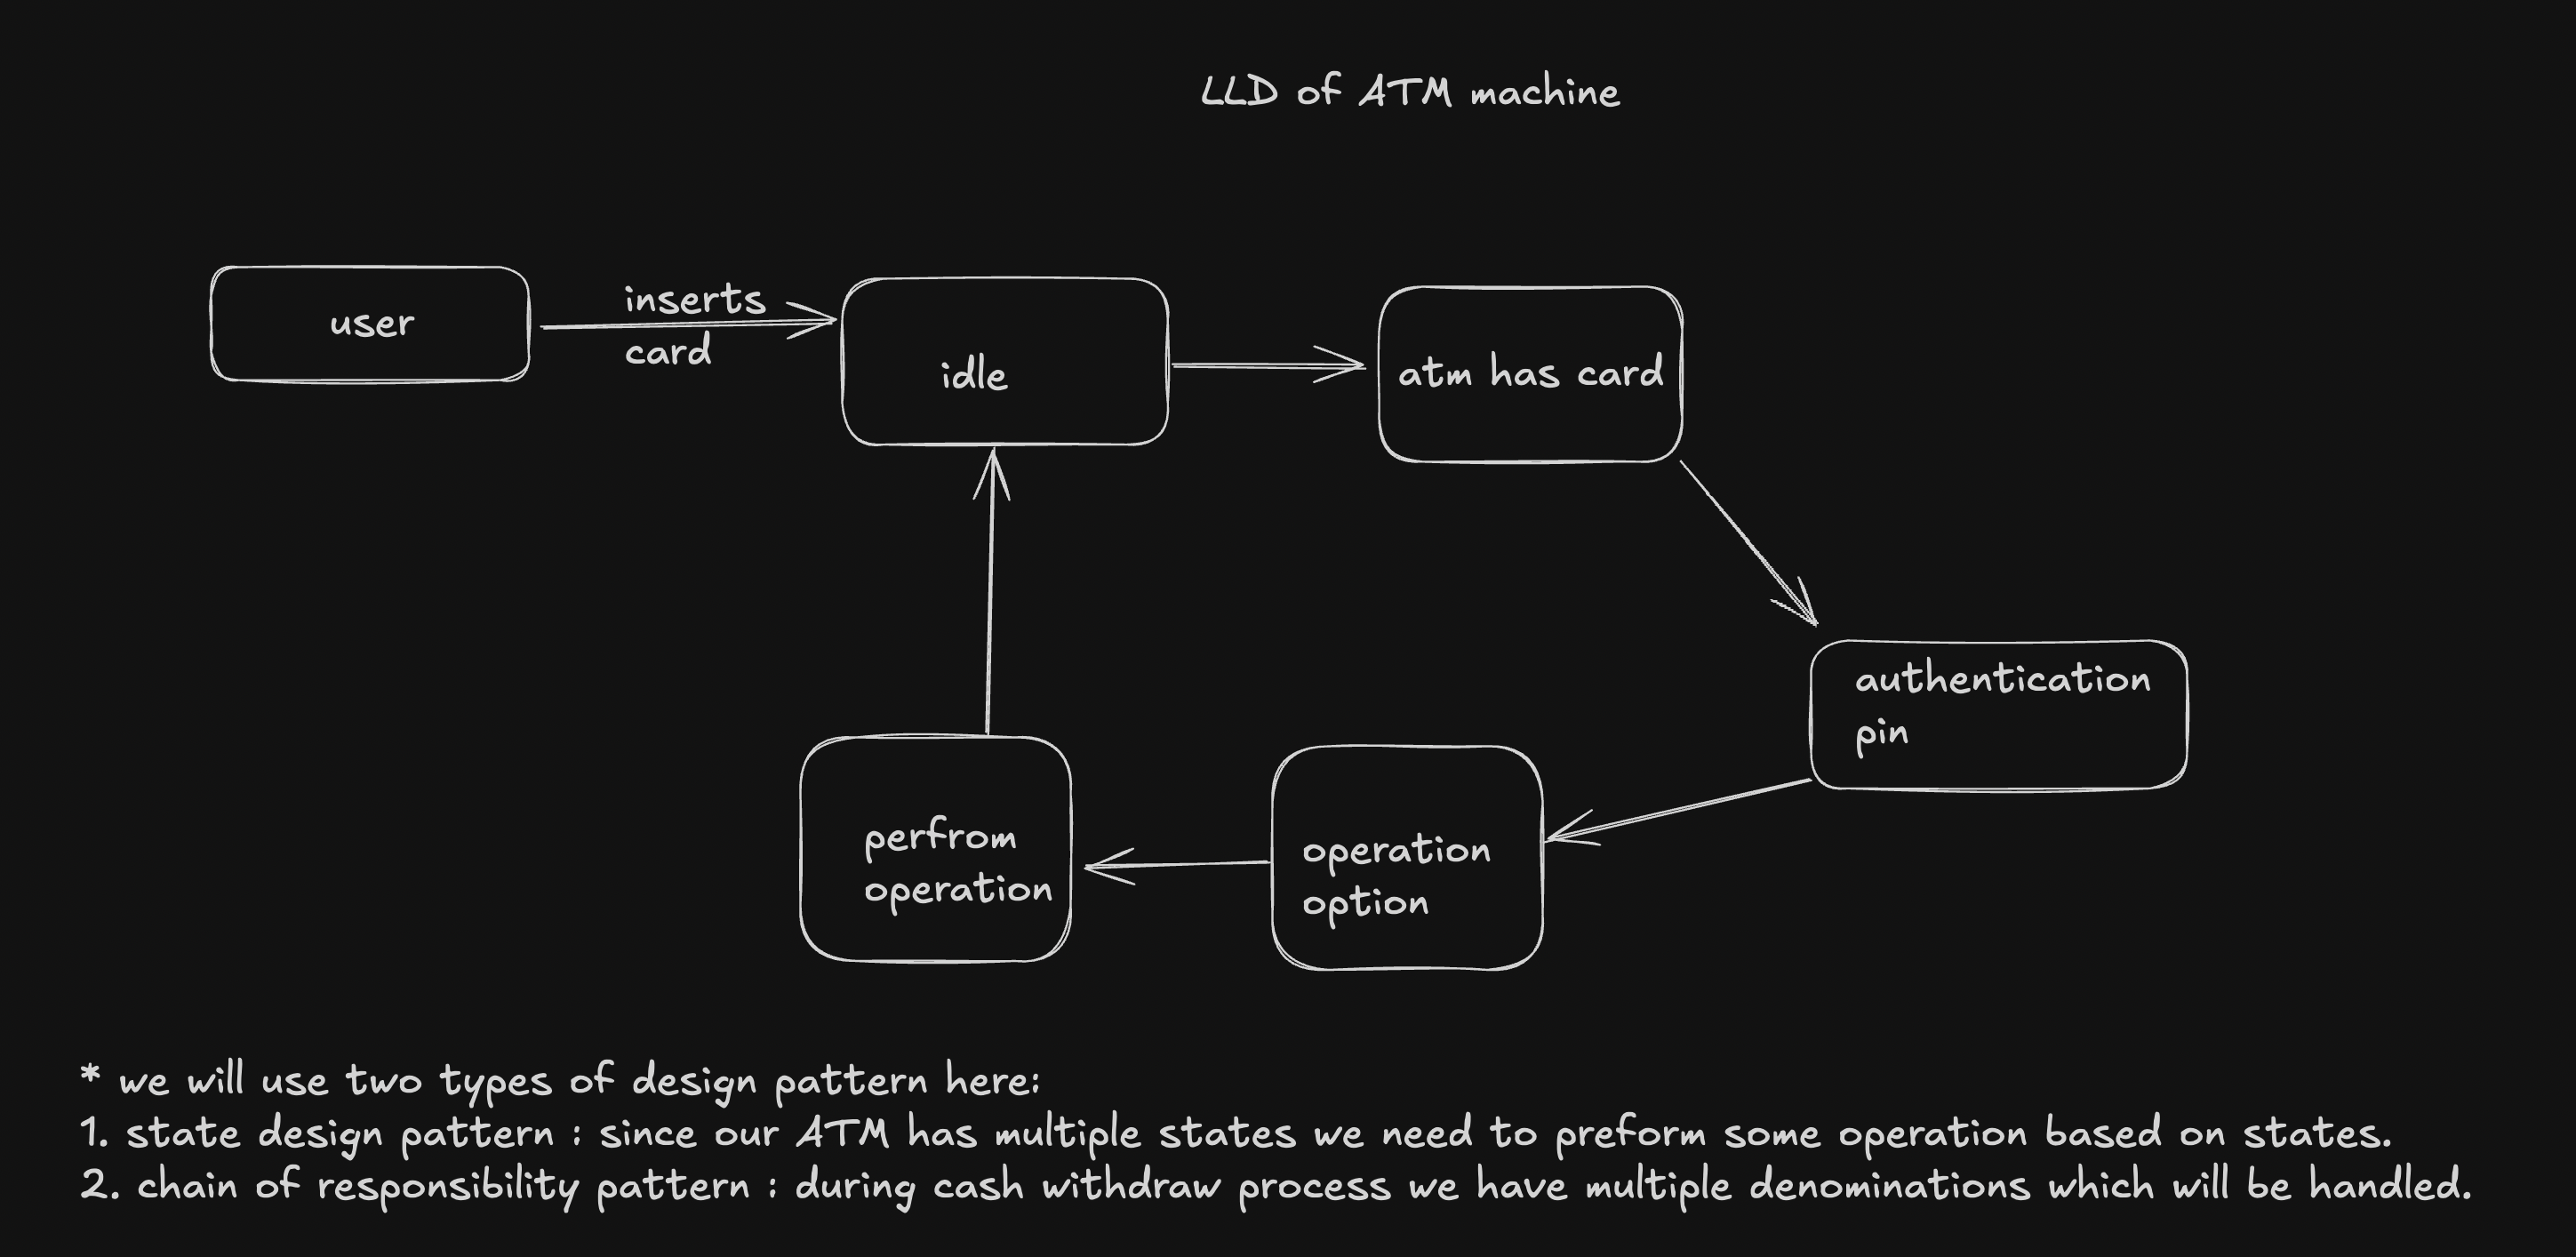 LLD of ATM machine
user
inserts
card
idle
atm has card
authentication
pin
operation
option
perfrom
operation
* we will use two types of design pattern here:
1. state design pattern : since our ATM has multiple states we need to preform some operation based on states.
2. chain of responsibility pattern : during cash withdraw process we have multiple denominations which will be handled.